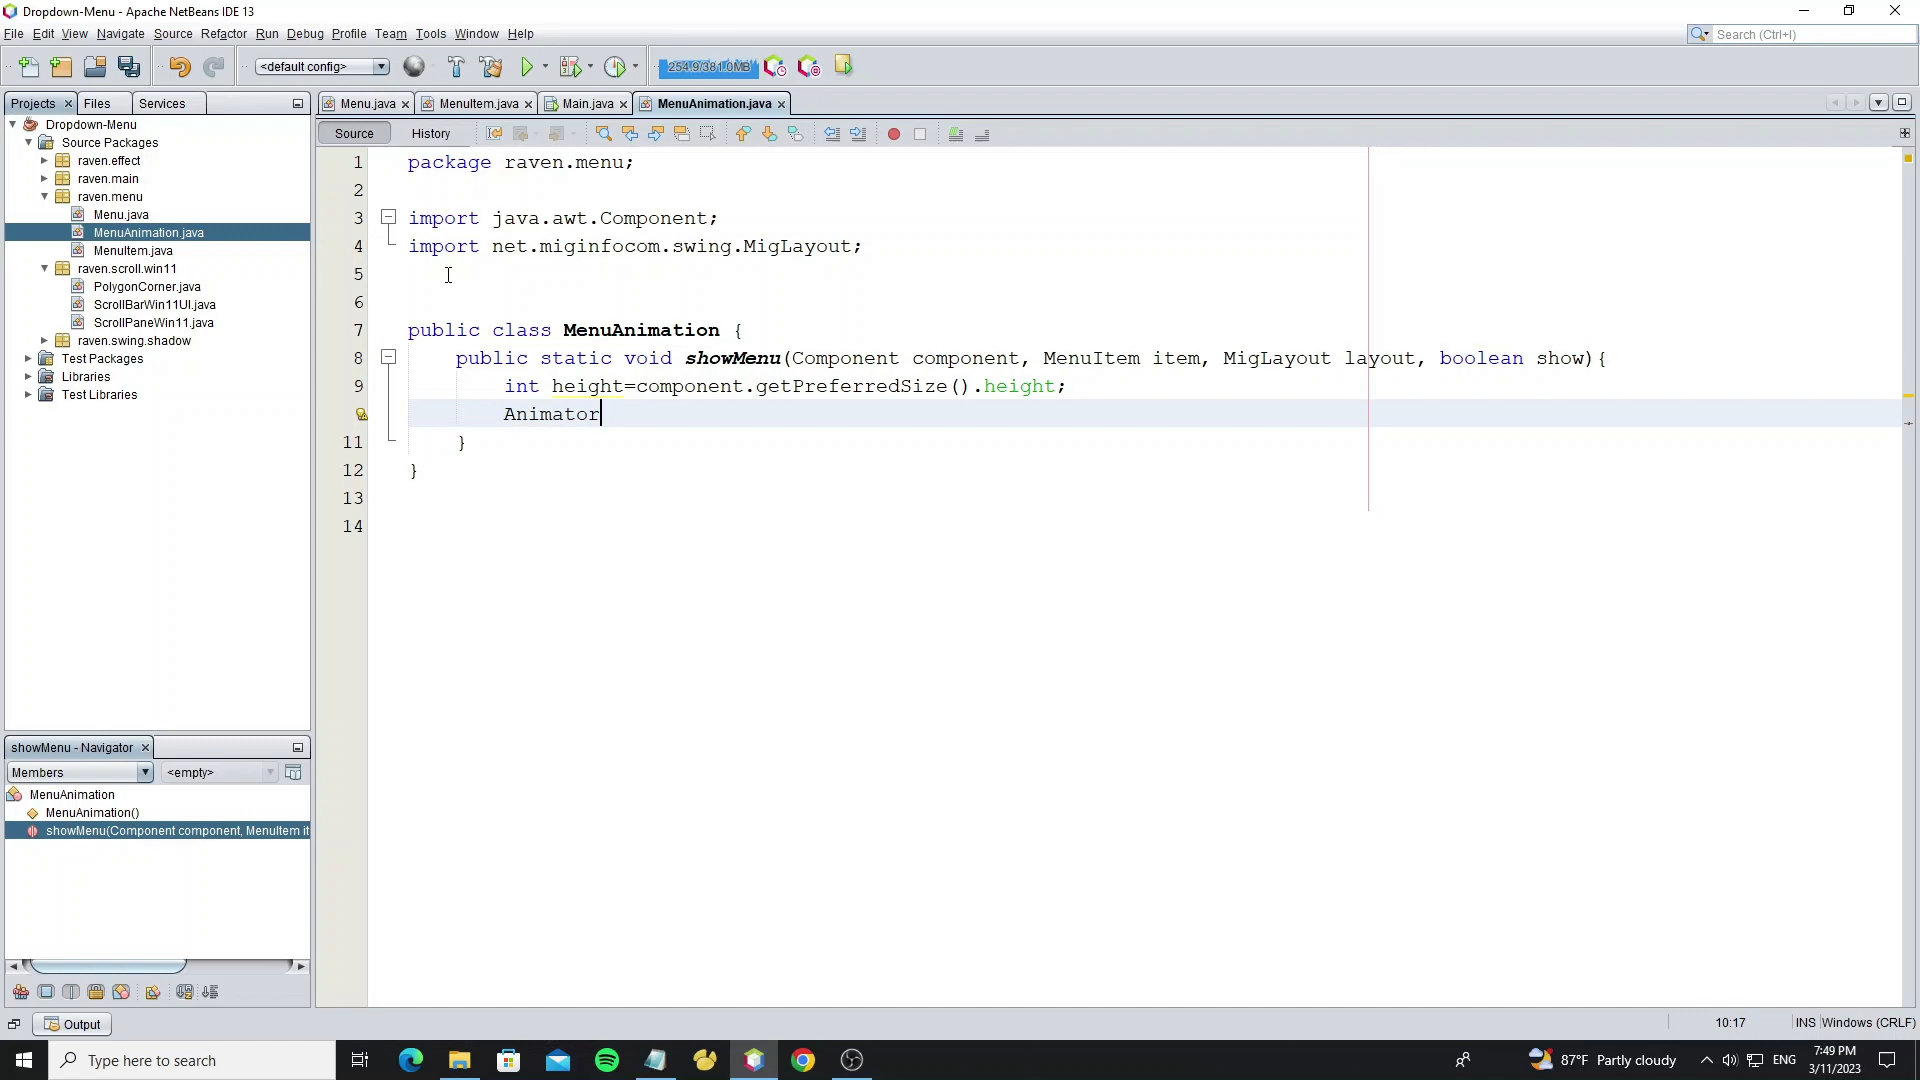 Dropdown-Menu - Apache NetBeans IDE 13
File Edit View Navigate Source Refactor Run Debug Profile Team Tools Window Help
Search (Ctrl+I)
<default config>
254.9/381.0MB
Projects Files Services
Menu.java MenuItem.java Main.java MenuAnimation.java
Source History
Dropdown-Menu
Source Packages
raven.effect
raven.main
raven.menu
Menu.java
MenuAnimation.java
MenuItem.java
raven.scroll.win11
PolygonCorner.java
ScrollBarWin11UI.java
ScrollPaneWin11.java
raven.swing.shadow
Test Packages
Libraries
Test Libraries
1 package raven.menu;
2
3 import java.awt.Component;
4 import net.miginfocom.swing.MigLayout;
5
6
7 public class MenuAnimation {
8 public static void showMenu(Component component, MenuItem item, MigLayout layout, boolean show){
9 int height=component.getPreferredSize().height;
Animator
11 }
12 }
13
14
showMenu - Navigator
Members <empty>
MenuAnimation
MenuAnimation()
showMenu(Component component, MenuItem it
Output
10:17 INS Windows (CRLF)
Type here to search
87°F Partly cloudy
ENG
7:49 PM
3/11/2023